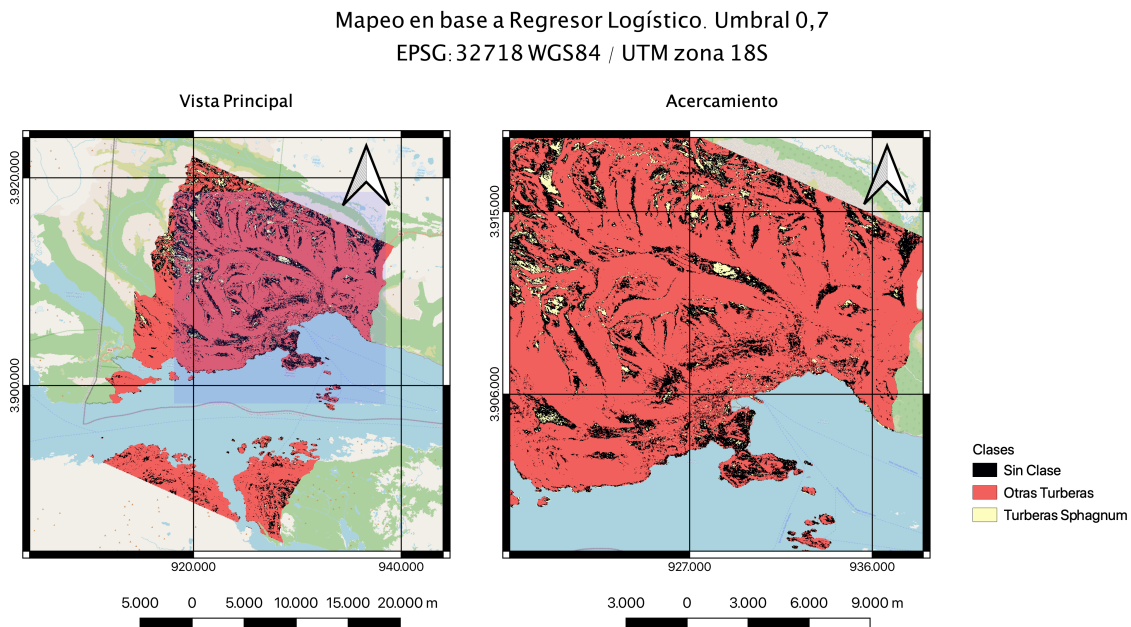 Mapeo en base a Regresor Logístico. Umbral 0,7
EPSG:32718 WGS84 / UTM zona 18S
Vista Principal
Acercamiento
3.920.000
3.900.000
920.000
940.000
3.915.000
3.906.000
927.000
936.000
Clases
Sin Clase
Otras Turberas
Turberas Sphagnum
5.000 0 5.000 10.000 15.000 20.000 m
3.000 0 3.000 6.000 9.000 m